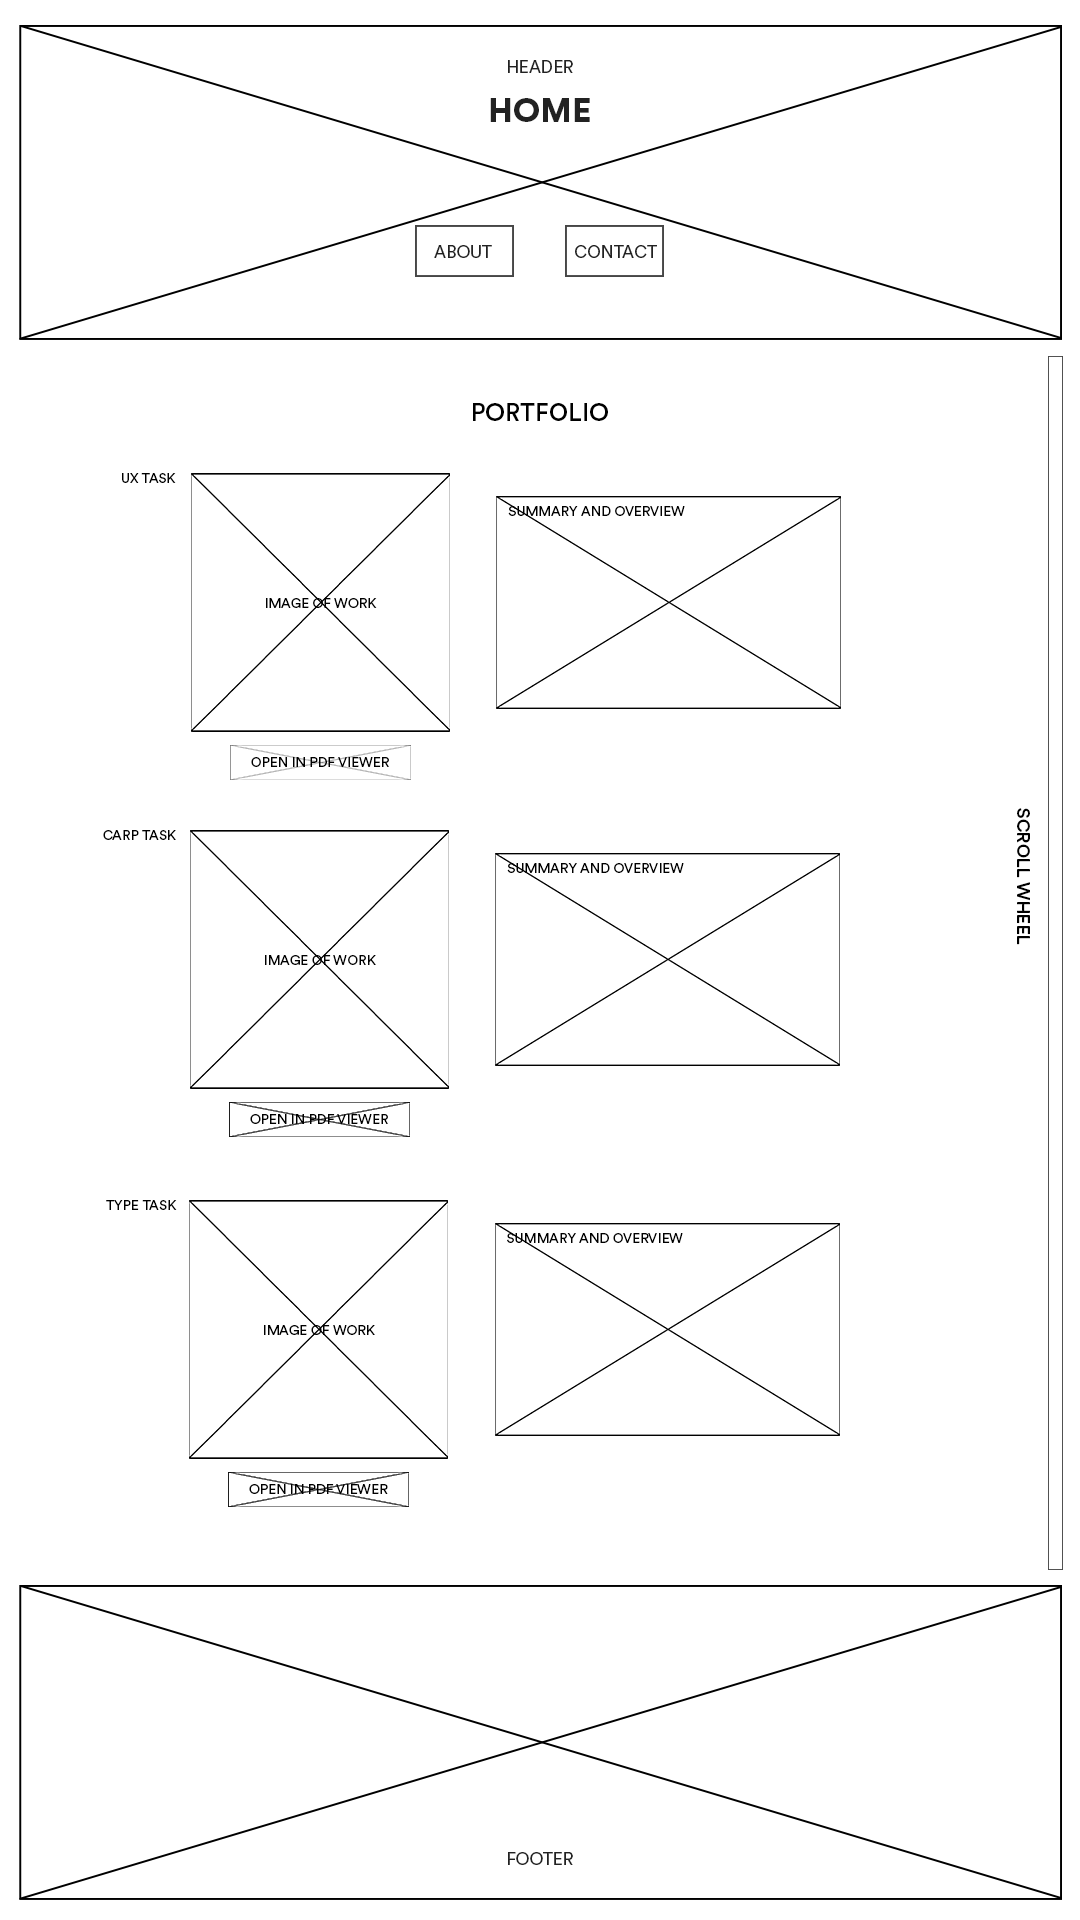 HEADER
HOME
ABOUT
CONTACT
PORTFOLIO
UX TASK
SUMMARY AND OVERVIEW
IMAGE OF WORK
OPEN IN PDF VIEWER
SCROLL WHEEL
CARP TASK
SUMMARY AND OVERVIEW
IMAGE OF WORK
OPEN IN PDF VIEWER
TYPE TASK
SUMMARY AND OVERVIEW
IMAGE OF WORK
OPEN IN PDF VIEWER
FOOTER